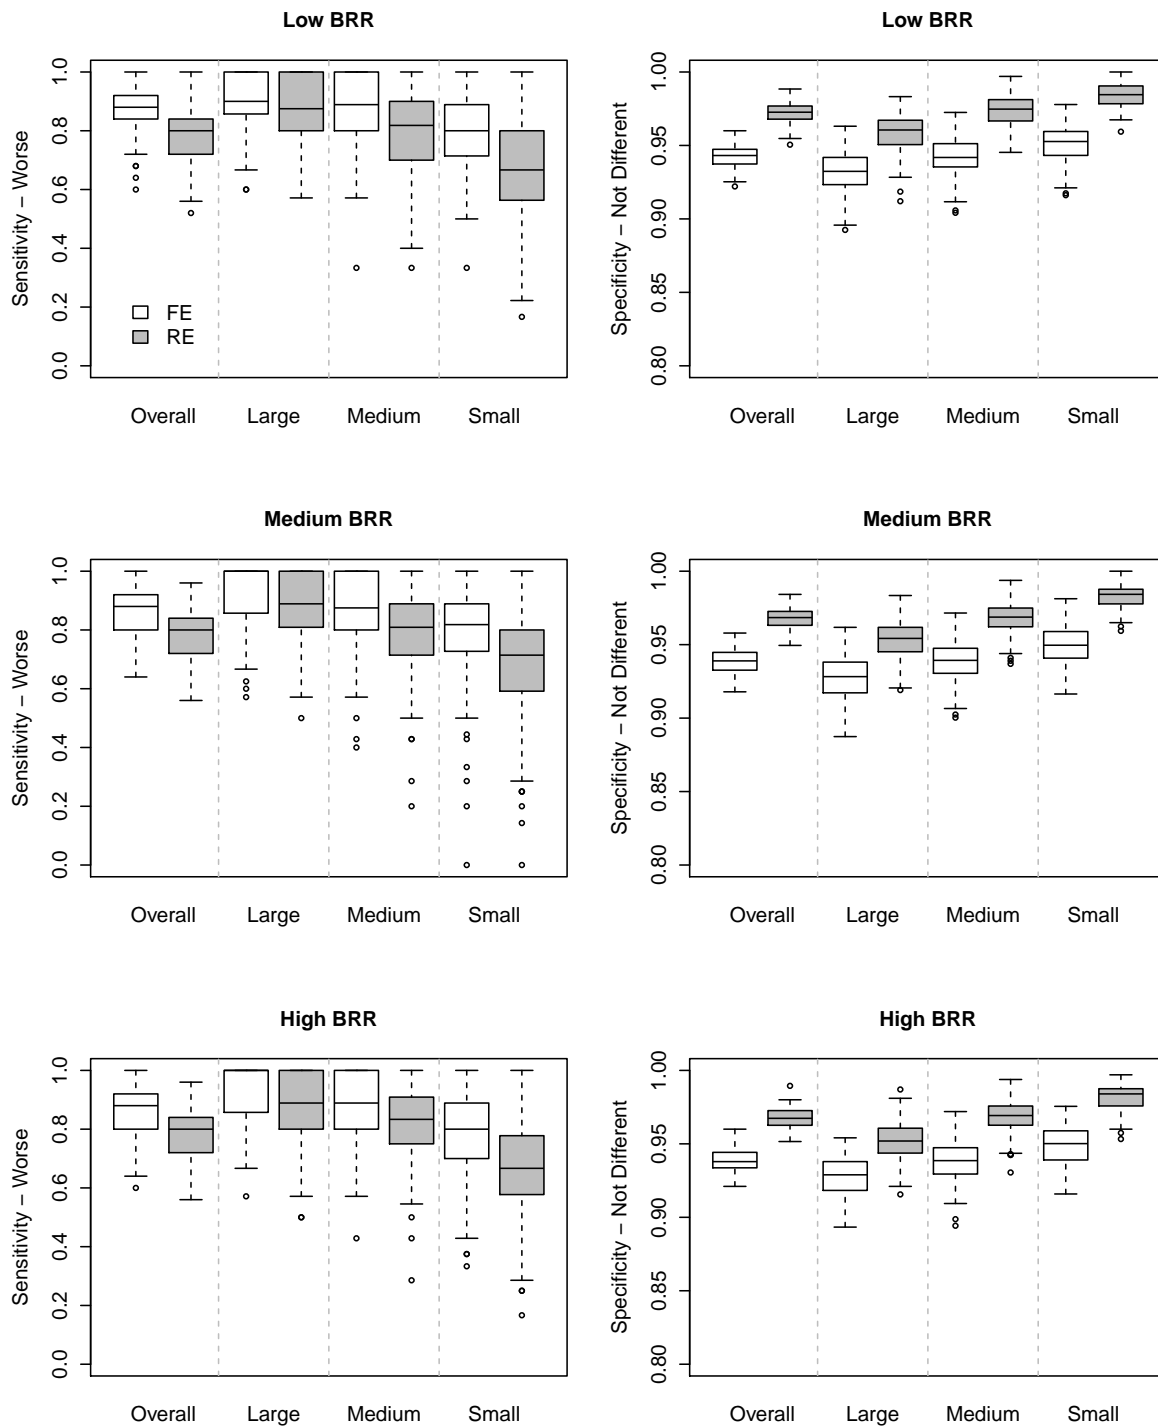 Low BRR
Sensitivity – Worse
1.0
0.8
0.6
0.4
0.2
0.0
FE
RE
Overall Large Medium Small
Low BRR
Specificity – Not Different
1.00
0.95
0.90
0.85
0.80
Overall Large Medium Small
Medium BRR
Sensitivity – Worse
1.0
0.8
0.6
0.4
0.2
0.0
Overall Large Medium Small
Medium BRR
Specificity – Not Different
1.00
0.95
0.90
0.85
0.80
Overall Large Medium Small
High BRR
Sensitivity – Worse
1.0
0.8
0.6
0.4
0.2
0.0
Overall Large Medium Small
High BRR
Specificity – Not Different
1.00
0.95
0.90
0.85
0.80
Overall Large Medium Small